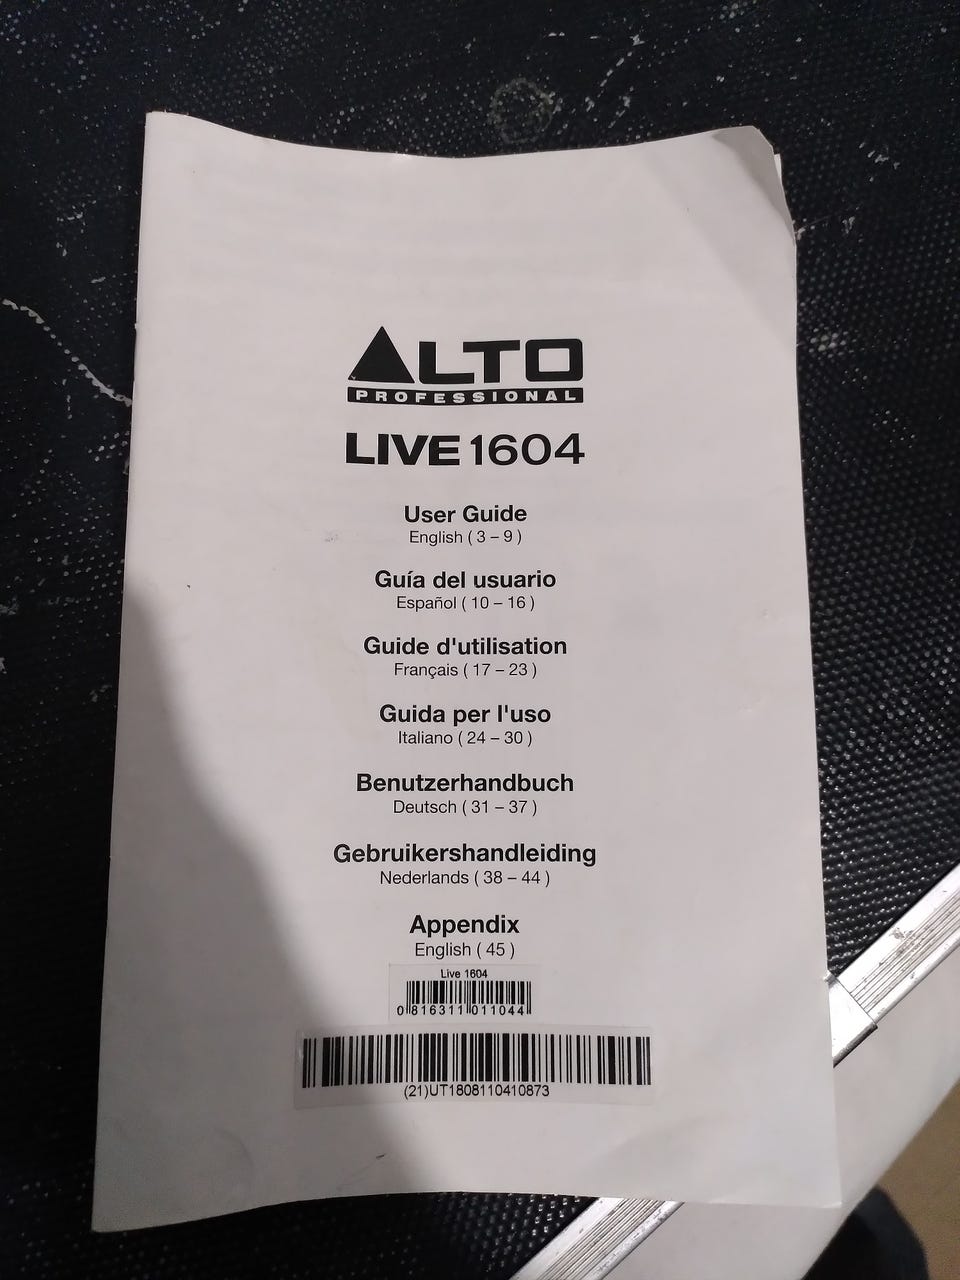 ALTO
PROFESSIONAL
LIVE 1604
User Guide
English ( 3 – 9 )
Guía del usuario
Español ( 10 – 16 )
Guide d'utilisation
Français ( 17 – 23 )
Guida per l'uso
Italiano ( 24 – 30 )
Benutzerhandbuch
Deutsch ( 31 – 37 )
Gebruikershandleiding
Nederlands ( 38 – 44 )
Appendix
English ( 45 )
Live 1604
0 816311 011044
(21)UT1808110410873